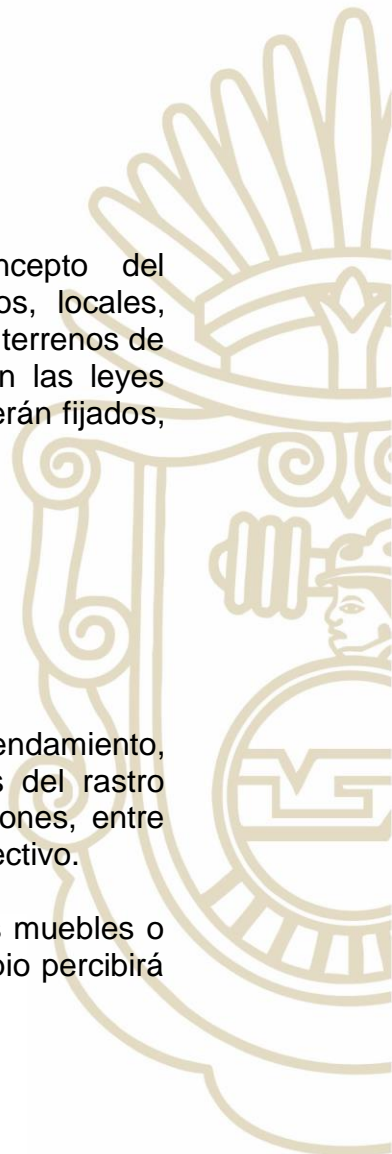 ncepto del
os, locales,
terrenos de
n las leyes
erán fijados,
endamiento,
s del rastro
ones, entre
ectivo.
s muebles o
pio percibirá